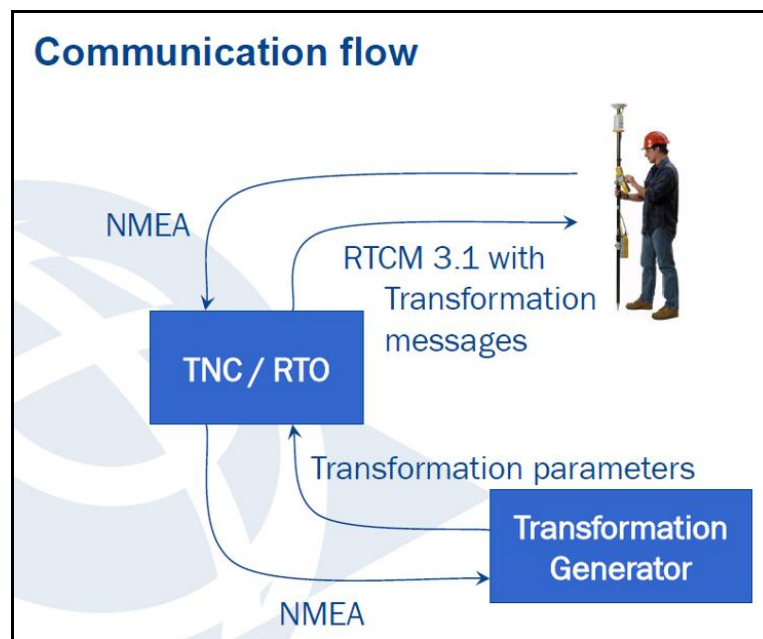 Communication flow
NMEA
RTCM 3.1 with
Transformation
messages
TNC / RTO
Transformation parameters
Transformation
Generator
NMEA